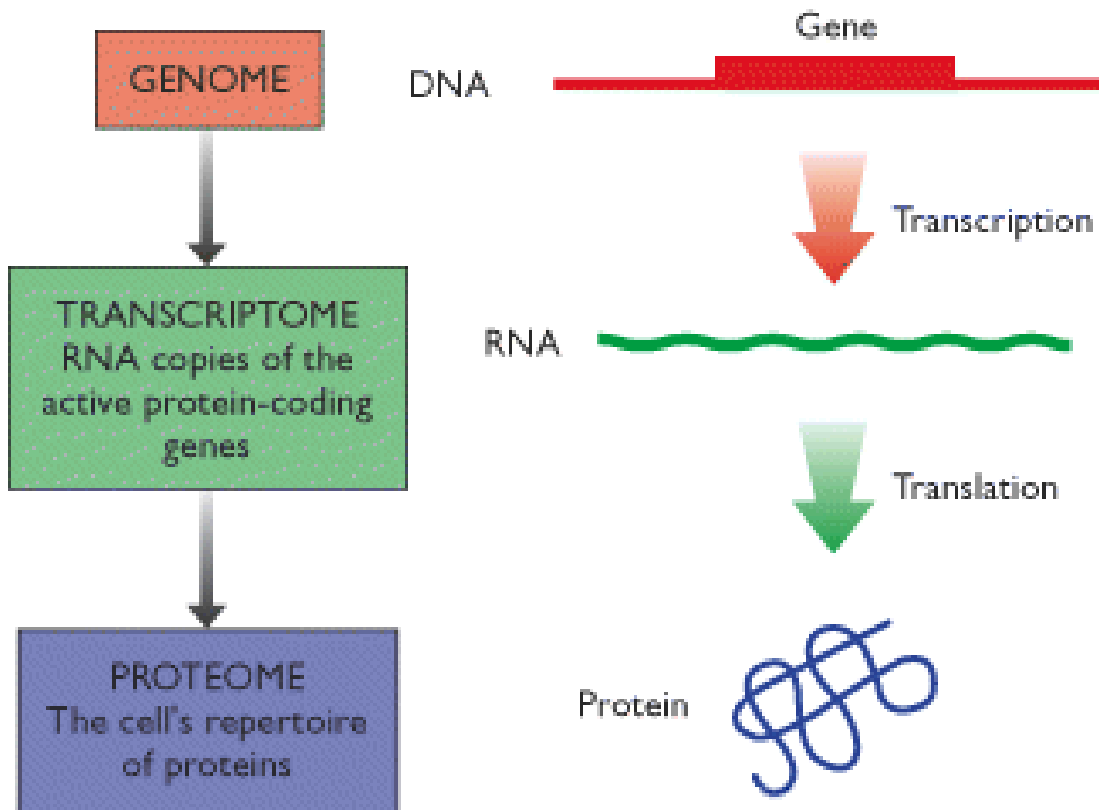 GENOME
TRANSCRIPTOME
RNA copies of the
active protein-coding
genes
PROTEOME
The cell's repertoire
of proteins
Gene
DNA
Transcription
RNA
Translation
Protein